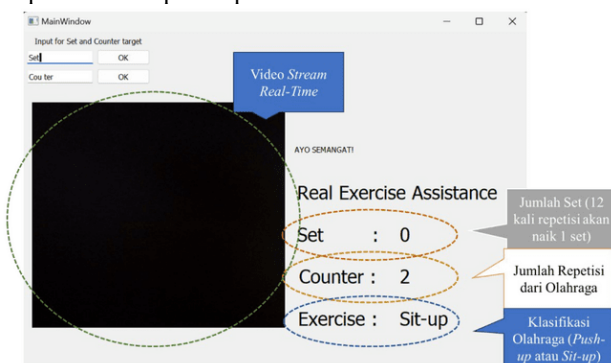 MainWindow
Input for Set and Counter target
Set
OK
Cou ter
OK
Video Stream
Real-Time
AYO SEMANGAT!
Real Exercise Assistance
Set : 0
Counter : 2
Exercise : Sit-up
Jumlah Set (12
kali repetisi akan
naik 1 set)
Jumlah Repetisi
dari Olahraga
Klasifikasi
Olahraga (Push-
up atau Sit-up)